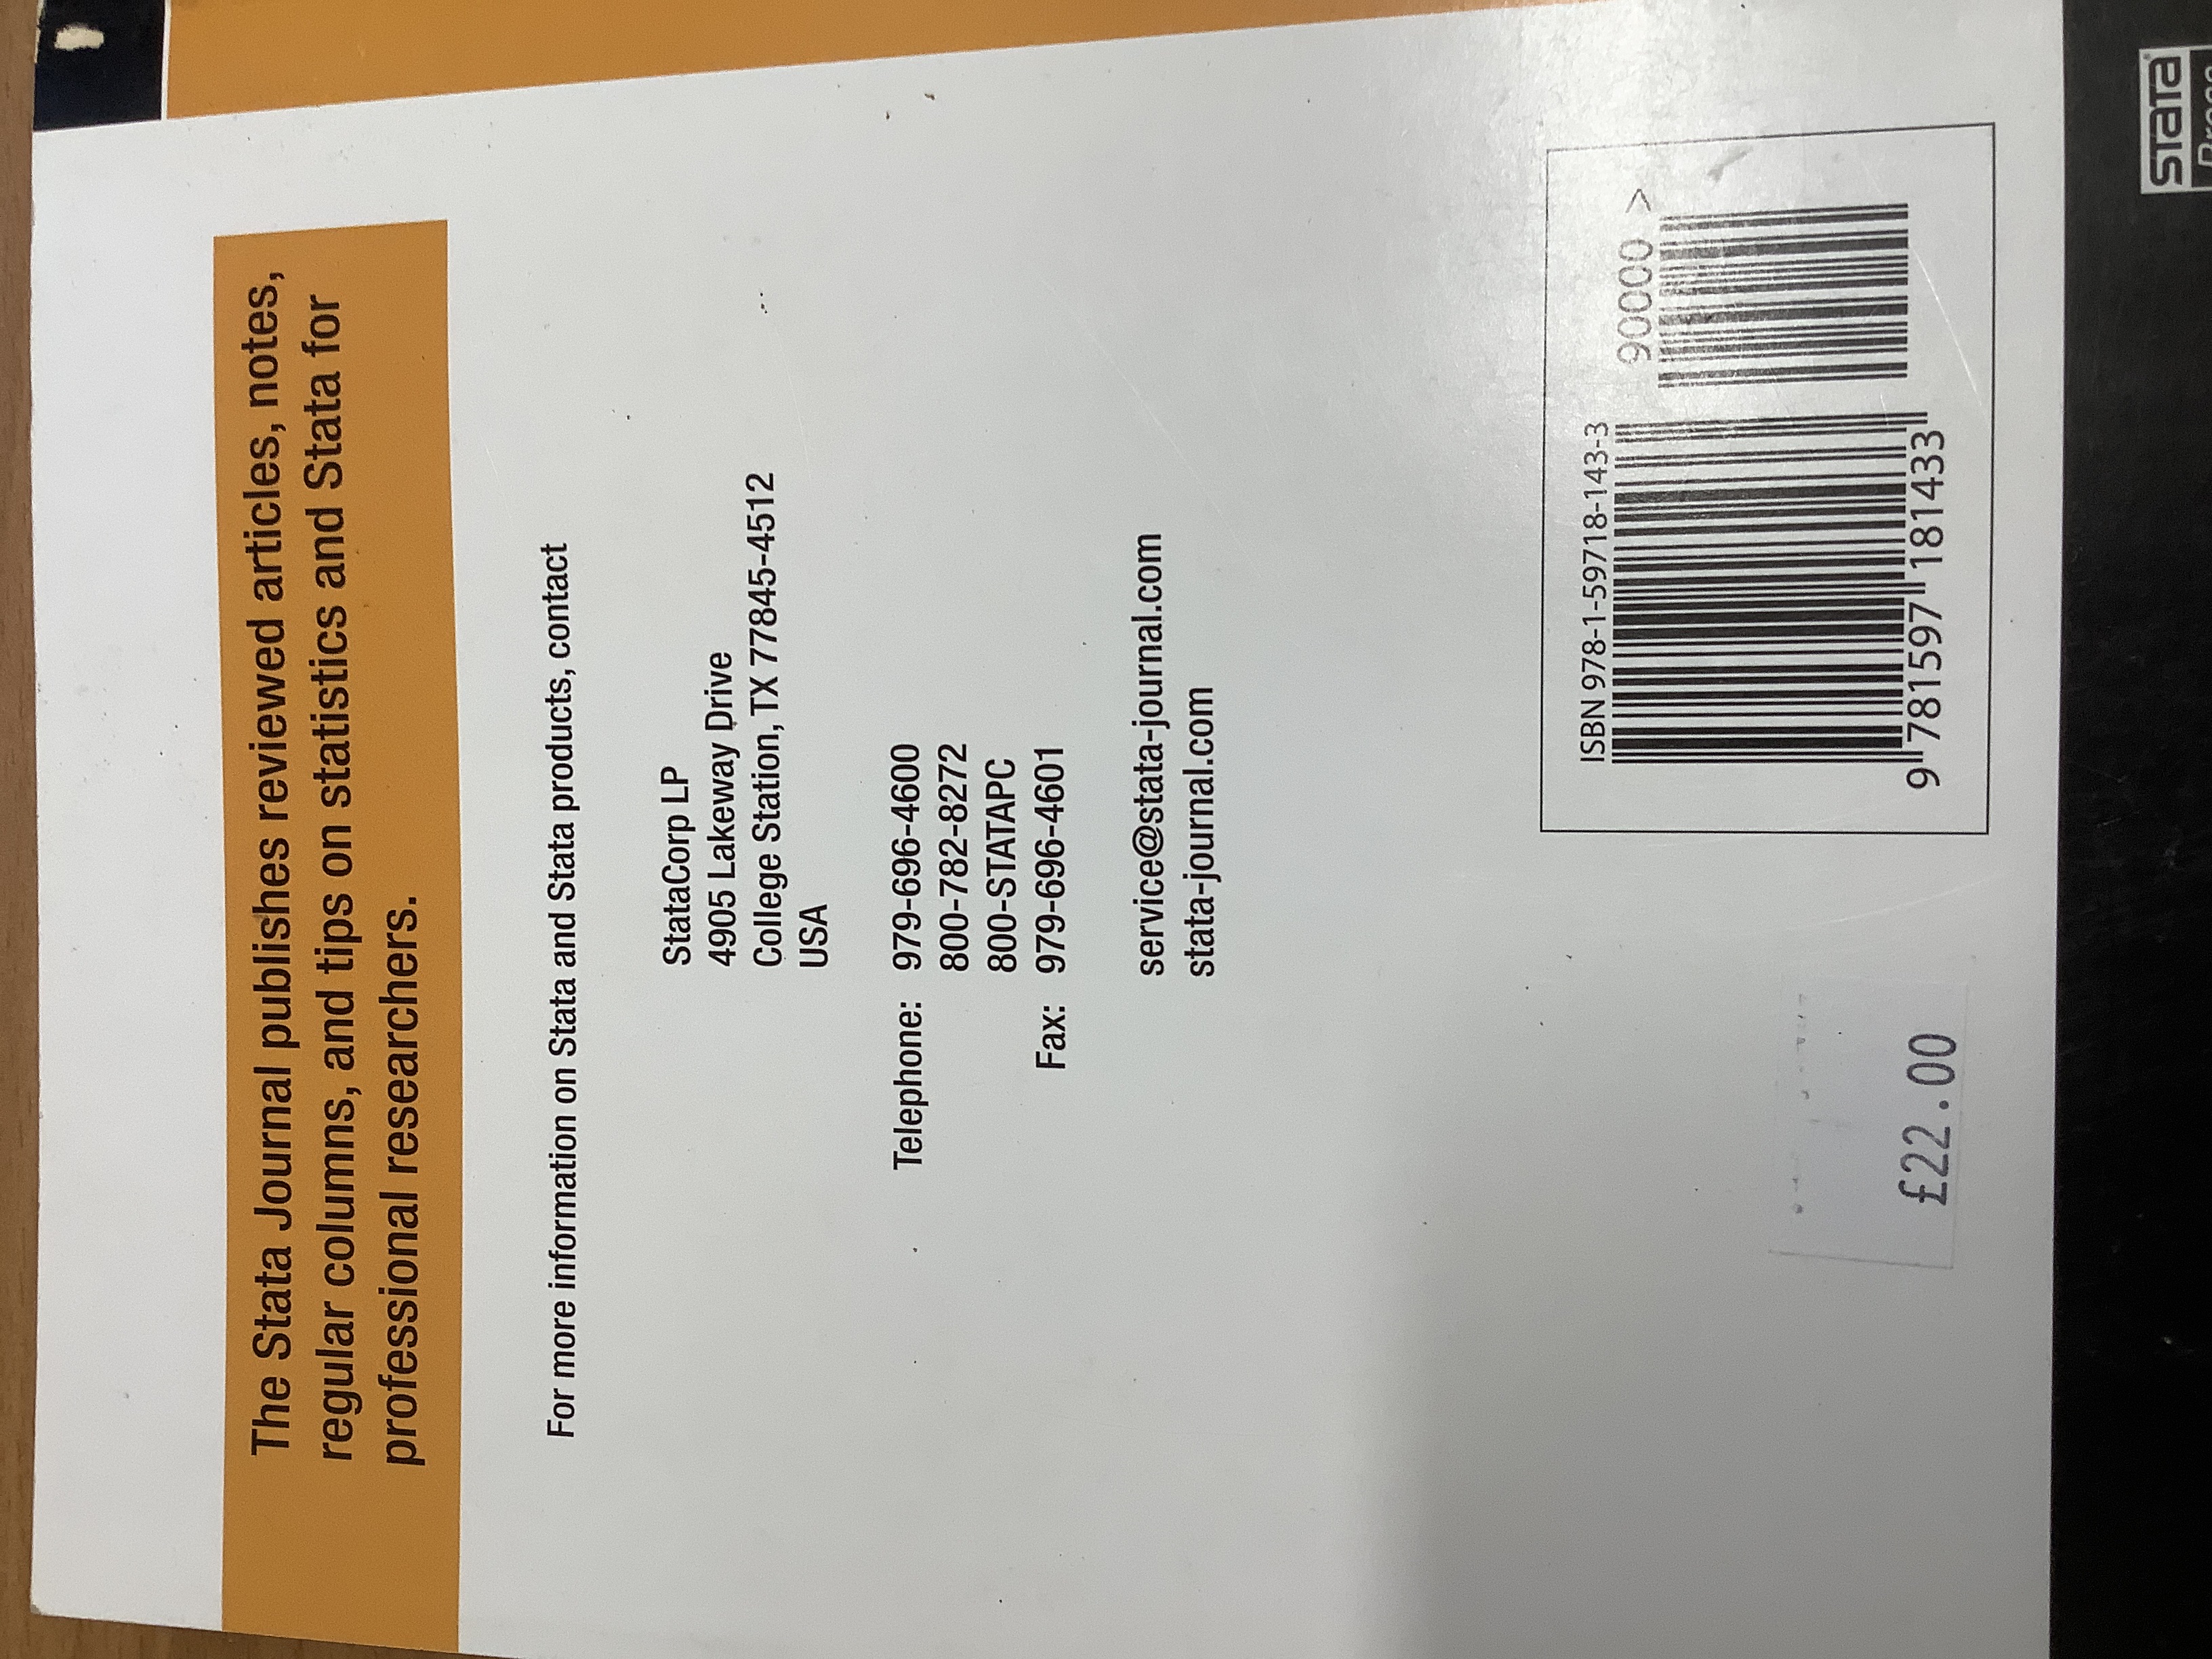 The Stata Journal publishes reviewed articles, notes,
regular columns, and tips on statistics and Stata for
professional researchers.
For more information on Stata and Stata products, contact
StataCorp LP
4905 Lakeway Drive
College Station, TX 77845-4512
USA
Telephone: 979-696-4600
800-782-8272
800-STATAPC
Fax: 979-696-4601
service@stata-journal.com
stata-journal.com
ISBN 978-1-59718-143-3
90000 >
9 781597 181433
£22.00
STATA
Press